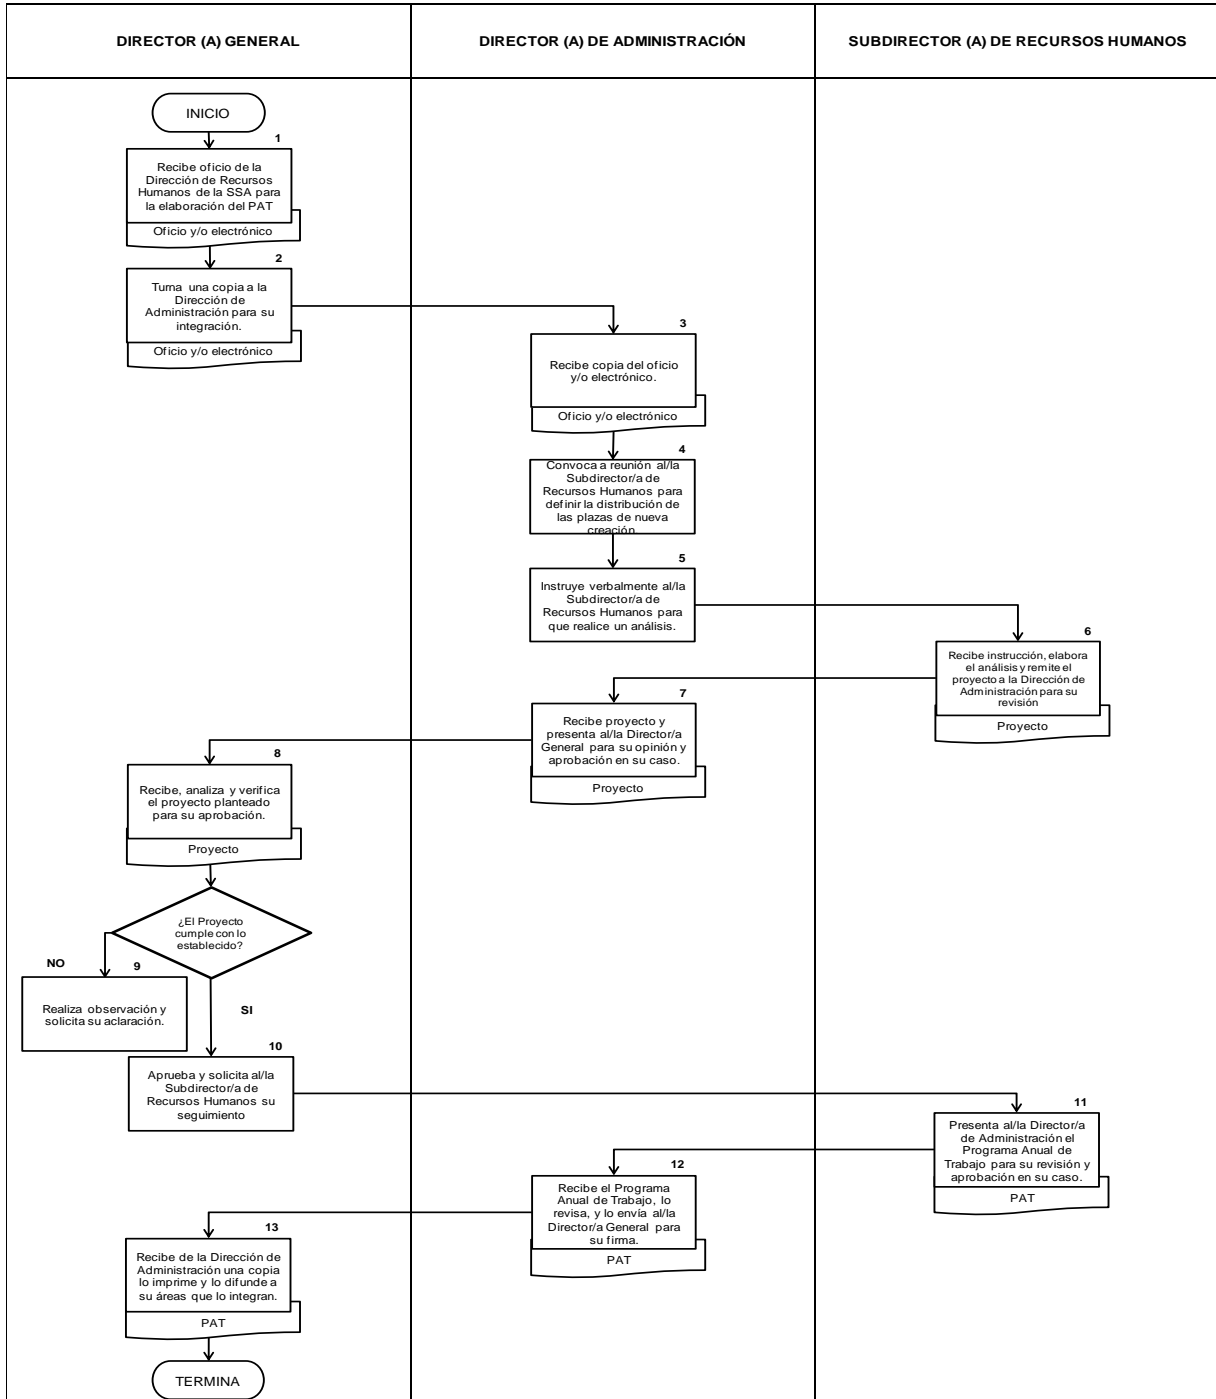 DIRECTOR (A) GENERAL
DIRECTOR (A) DE ADMINISTRACIÓN
SUBDIRECTOR (A) DE RECURSOS HUMANOS
INICIO
1
Recibe oficio de la
Dirección de Recursos
Humanos de la SSA para
la elaboración del PAT
Oficio y/o electrónico
2
Turna una copia a la
Dirección de
Administración para su
integración.
Oficio y/o electrónico
3
Recibe copia del oficio
y/o electrónico.
Oficio y/o electrónico
4
Convoca a reunión al/la
Subdirector/a de
Recursos Humanos para
definir la distribución de
las plazas de nueva
creación.
5
Instruye verbalmente al/la
Subdirector/a de
Recursos Humanos para
que realice un análisis.
6
Recibe instrucción, elabora
el análisis y remite el
proyecto a la Dirección de
Administración para su
revisión
Proyecto
7
Recibe proyecto y
presenta al/la Director/a
General para su opinión y
aprobación en su caso.
Proyecto
8
Recibe, analiza y verifica
el proyecto planteado
para su aprobación.
Proyecto
¿El Proyecto
cumple con lo
establecido?
NO
9
Realiza observación y
solicita su aclaración.
SI
10
Aprueba y solicita al/la
Subdirector/a de
Recursos Humanos su
seguimiento
11
Presenta al/la Director/a
de Administración el
Programa Anual de
Trabajo para su revisión y
aprobación en su caso.
PAT
12
Recibe el Programa
Anual de Trabajo, lo
revisa, y lo envía al/la
Director/a General para
su firma.
PAT
13
Recibe de la Dirección de
Administración una copia
lo imprime y lo difunde a
su áreas que lo integran.
PAT
TERMINA